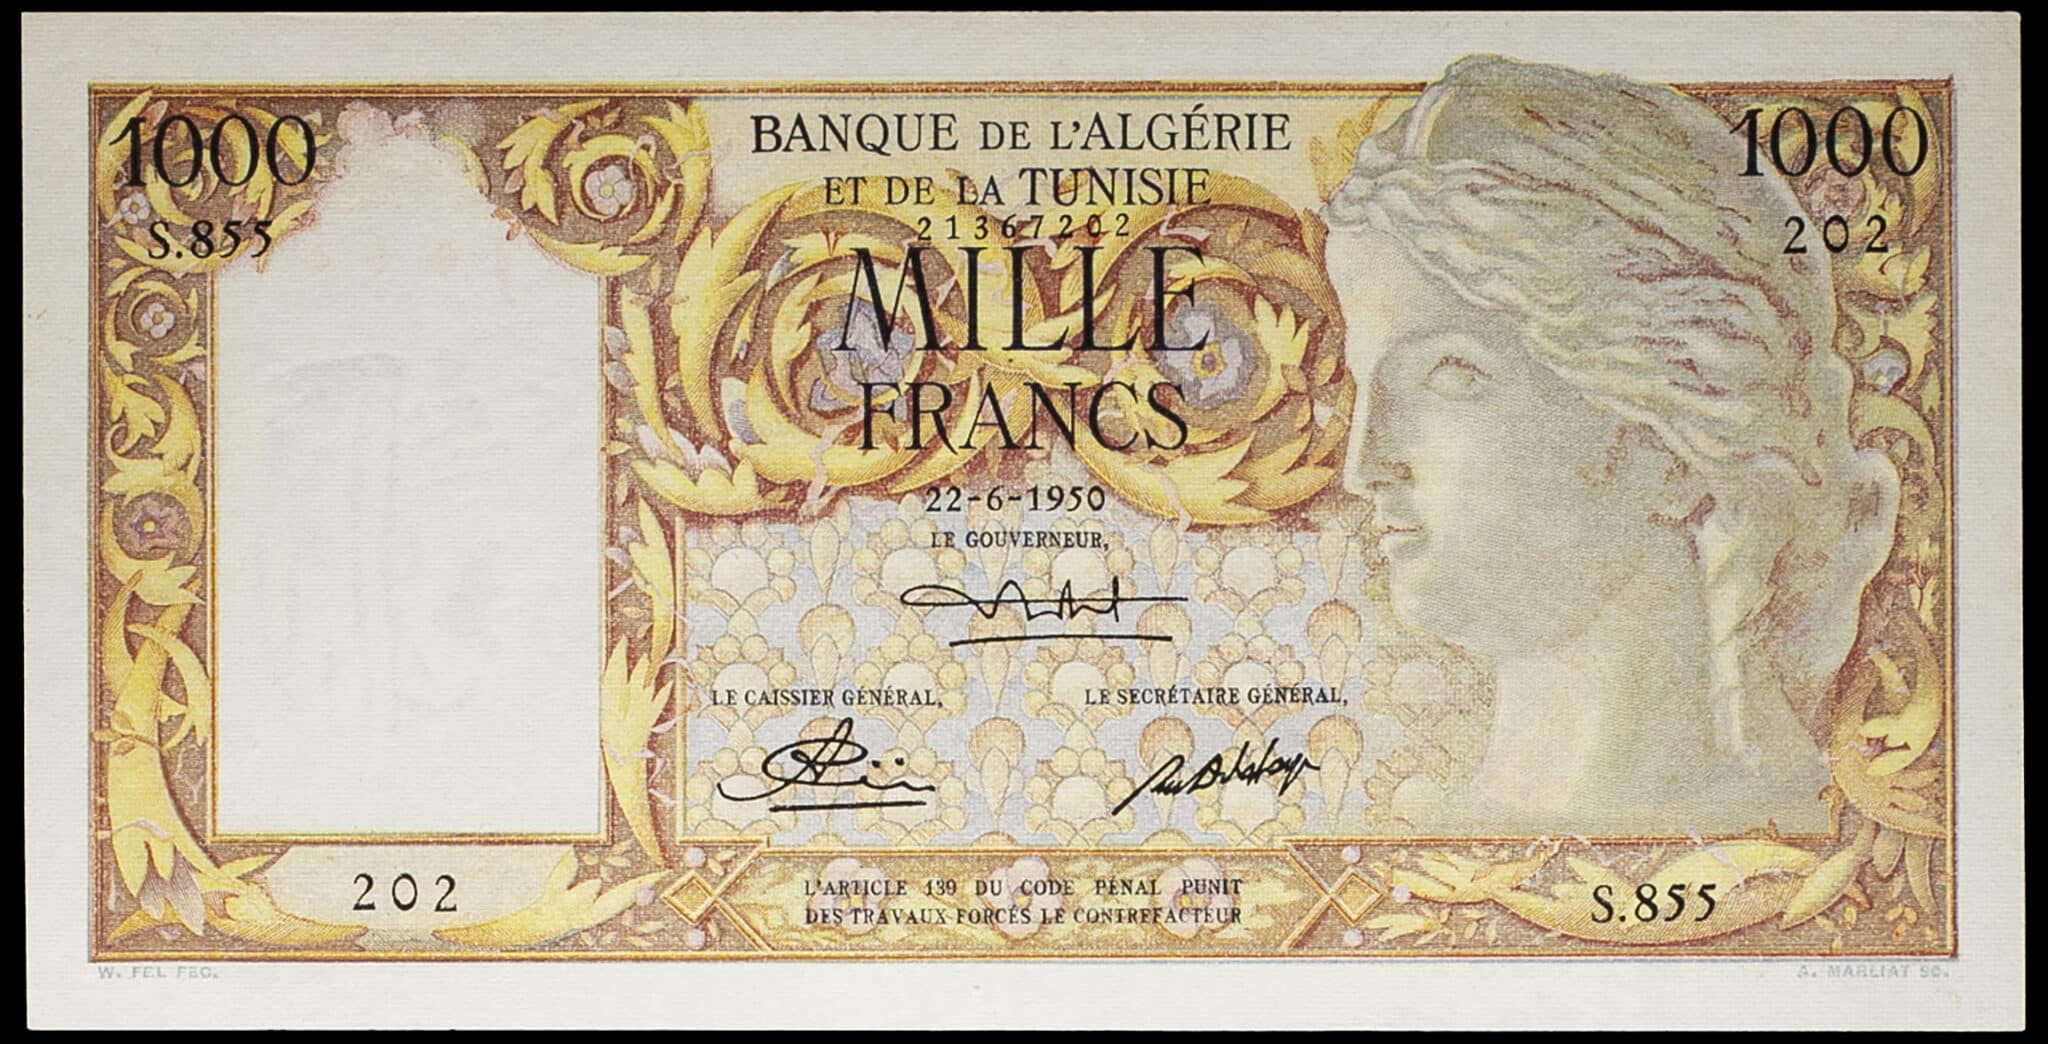 1000
BANQUE DE L'ALGÉRIE
1000
ET DE LA TUNISIE
S.855
21367202
202
MILLE
FRANCS
22-6-1950
LE GOUVERNEUR,
LE CAISSIER GÉNÉRAL,
LE SECRÉTAIRE GÉNÉRAL,
202
L'ARTICLE 139 DU CODE PÉNAL PUNIT
DES TRAVAUX FORCÉS LE CONTREFACTEUR
S.855
W. FEL FEC.
A. MARLIAT SC.